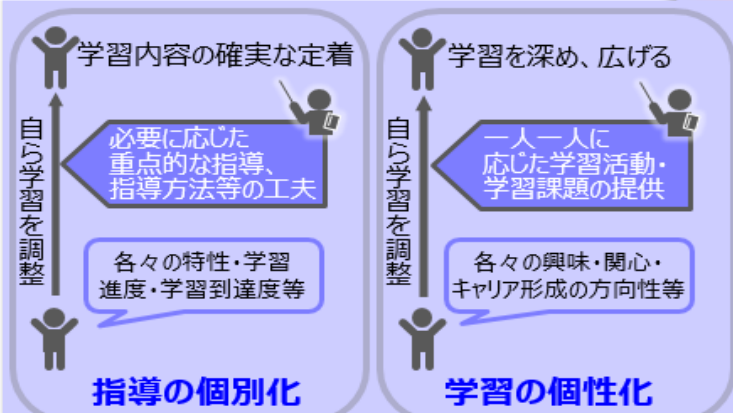 学習内容の確実な定着
自ら学習を調整
必要に応じた
重点的な指導、
指導方法等の工夫
各々の特性・学習
進度・学習到達度等
指導の個別化
学習を深め、広げる
自ら学習を調整
一人一人に
応じた学習活動・
学習課題の提供
各々の興味・関心・
キャリア形成の方向性等
学習の個性化